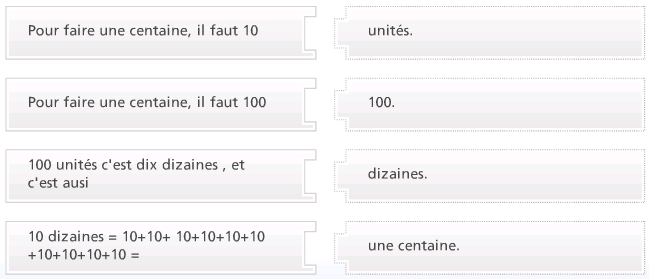 Pour faire une centaine, il faut 10
unités.
Pour faire une centaine, il faut 100
100.
100 unités c'est dix dizaines , et
c'est ausi
dizaines.
10 dizaines = 10+10+ 10+10+10+10
+10+10+10+10 =
une centaine.